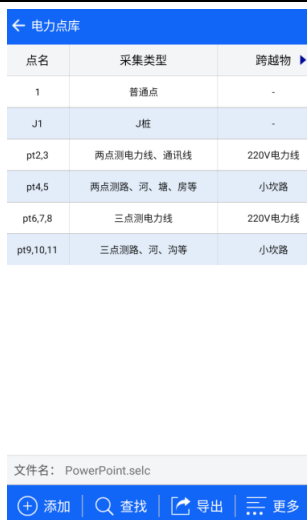 电力点库
点名 采集类型 跨越物
1 普通点 -
J1 J桩 -
pt2,3 两点测电力线、通讯线 220V电力线
pt4,5 两点测路、河、塘、房等 小坎路
pt6,7,8 三点测电力线 220V电力线
pt9,10,11 三点测路、河、沟等 小坎路
文件名： PowerPoint.selc
添加 查找 导出 更多